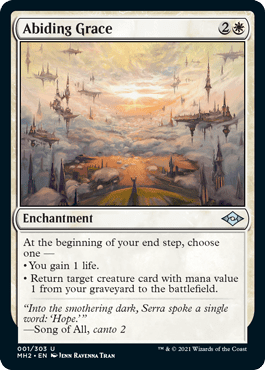 Abiding Grace 2
Enchantment
At the beginning of your end step, choose
one —
• You gain 1 life.
• Return target creature card with mana value
1 from your graveyard to the battlefield.
“Into the smothering dark, Serra spoke a single
word: ‘Hope.’”
—Song of All, canto 2
001/303 U
MH2 • EN Jenn Ravenna Tran
™ & © 2021 Wizards of the Coast